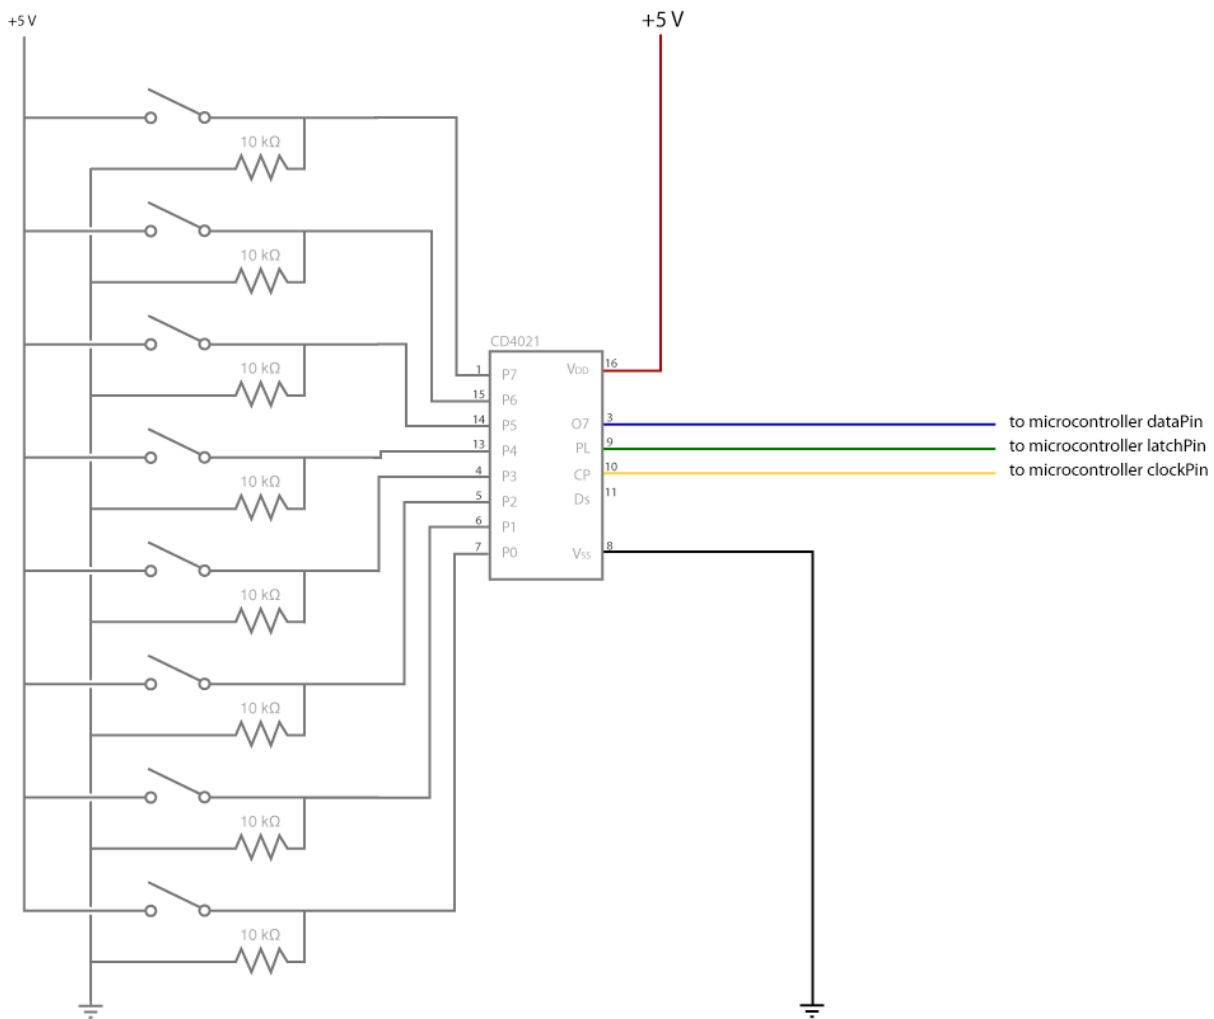 +5 V
+5 V
10 kΩ
10 kΩ
10 kΩ
10 kΩ
10 kΩ
10 kΩ
10 kΩ
10 kΩ
CD4021
1 P7
15 P6
14 P5
13 P4
4 P3
5 P2
6 P1
7 P0
VDD 16
O7 3 to microcontroller dataPin
PL 9 to microcontroller latchPin
CP 10 to microcontroller clockPin
Ds 11
Vss 8